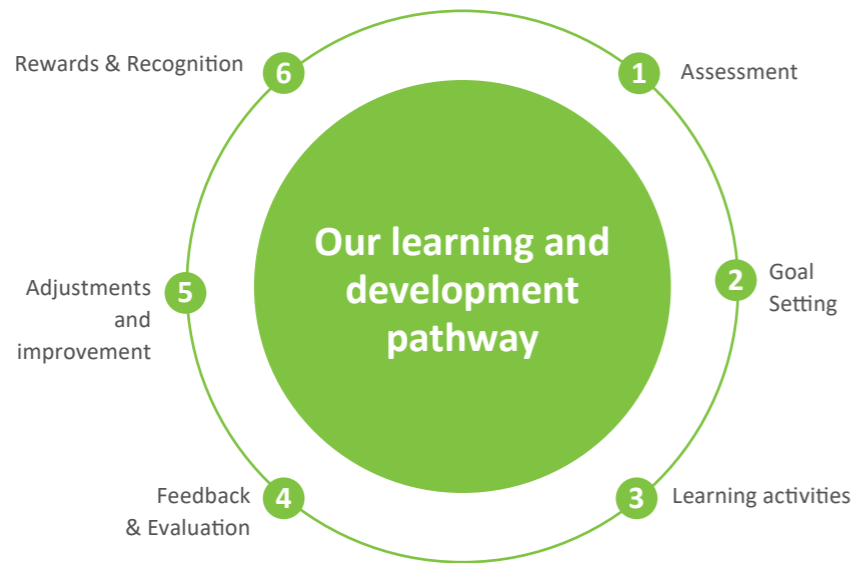 Our learning and
development
pathway
1
Assessment
2
Goal
Setting
3
Learning activities
4
Feedback
& Evaluation
5
Adjustments
and
improvement
6
Rewards & Recognition